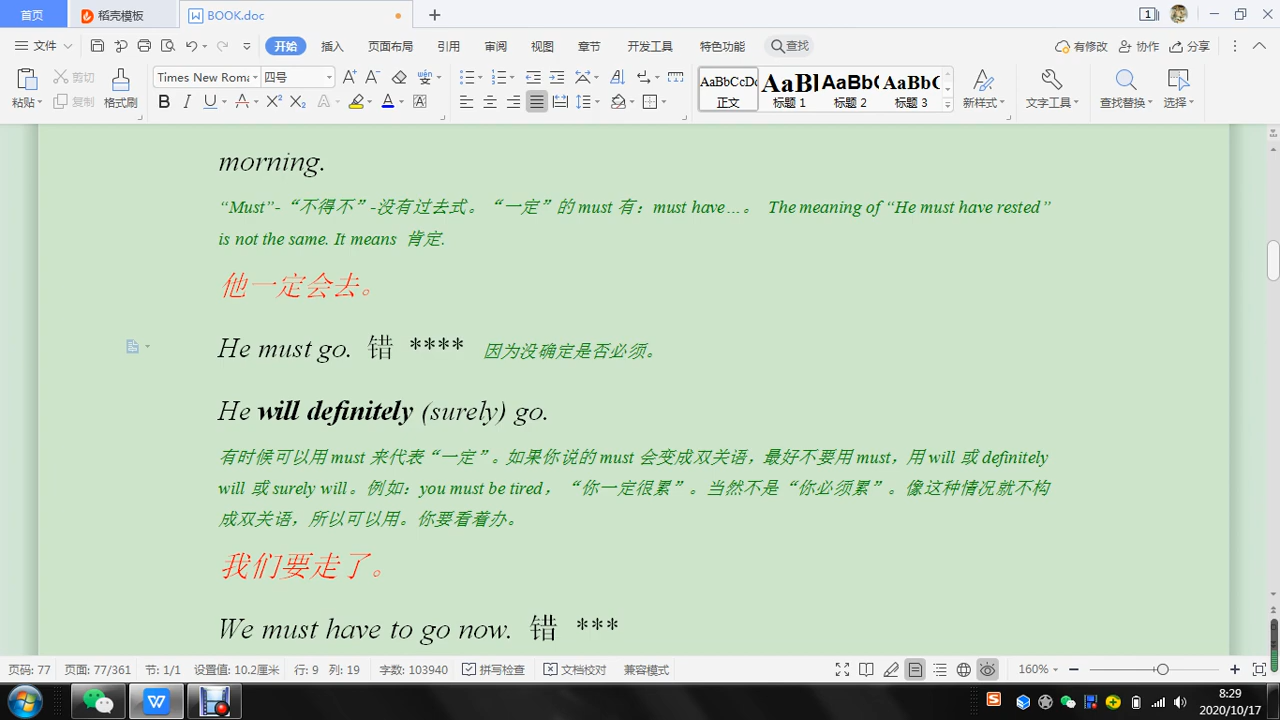 首页 稻壳模板 BOOK.doc 1
文件 开始 插入 页面布局 引用 审阅 视图 章节 开发工具 特色功能 查找 有修改 协作 分享
粘贴 剪切 复制 格式刷 Times New Roma 四号 AaBbCcDd AaBl AaBb( AaBb( 新样式 文字工具 查找替换 选择
正文 标题 1 标题 2 标题 3
morning.
“Must”-“不得不”-没有过去式。“一定”的 must 有：must have…。 The meaning of “He must have rested”
is not the same. It means 肯定.
他一定会去。
He must go. 错 **** 因为没确定是否必须。
He will definitely (surely) go.
有时候可以用 must 来代表“一定”。如果你说的 must 会变成双关语，最好不要用 must，用 will 或 definitely
will 或 surely will。例如：you must be tired，“你一定很累”。当然不是“你必须累”。像这种情况就不构
成双关语，所以可以用。你要看着办。
我们要走了。
We must have to go now. 错 ***
页码: 77 页面: 77/361 节: 1/1 设置值: 10.2厘米 行: 9 列: 19 字数: 103940 拼写检查 文档校对 兼容模式 160%
8:29
2020/10/17